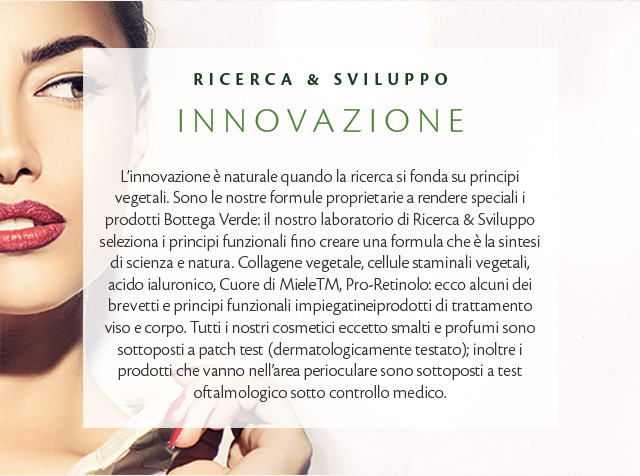 RICERCA & SVILUPPO
INNOVAZIONE
L'innovazione è naturale quando la ricerca si fonda su principi
vegetali. Sono le nostre formule proprietarie a rendere speciali i
prodotti Bottega Verde: il nostro laboratorio di Ricerca & Sviluppo
seleziona i principi funzionali fino creare una formula che è la sintesi
di scienza e natura. Collagene vegetale, cellule staminali vegetali,
acido ialuronico, Cuore di MieleTM, Pro-Retinolo: ecco alcuni dei
brevetti e principi funzionali impiegatineiprodotti di trattamento
viso e corpo. Tutti i nostri cosmetici eccetto smalti e profumi sono
sottoposti a patch test (dermatologicamente testato); inoltre i
prodotti che vanno nell'area perioculare sono sottoposti a test
oftalmologico sotto controllo medico.